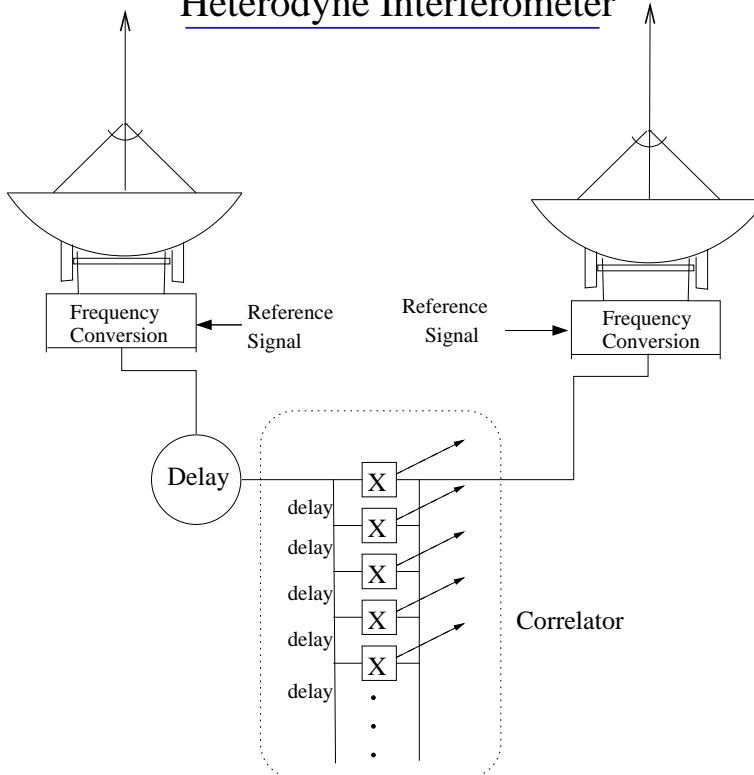 Heterodyne Interferometer
Frequency
Conversion
Reference
Signal
Reference
Signal
Frequency
Conversion
Delay
X
delay
X
delay
X
delay
X
delay
X
delay
Correlator